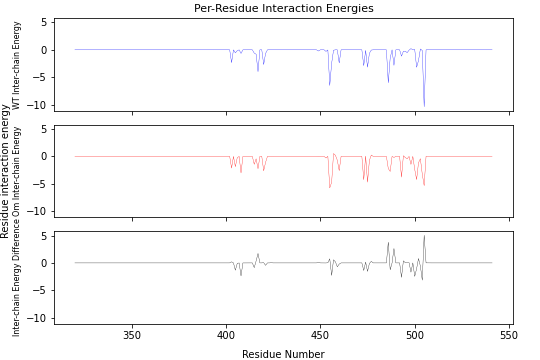 Per-Residue Interaction Energies
Residue interaction energy
WT Inter-chain Energy
5
0
−5
−10
Om Inter-chain Energy
5
0
−5
−10
Inter-chain Energy Difference
5
0
−5
−10
350
400
450
500
550
Residue Number